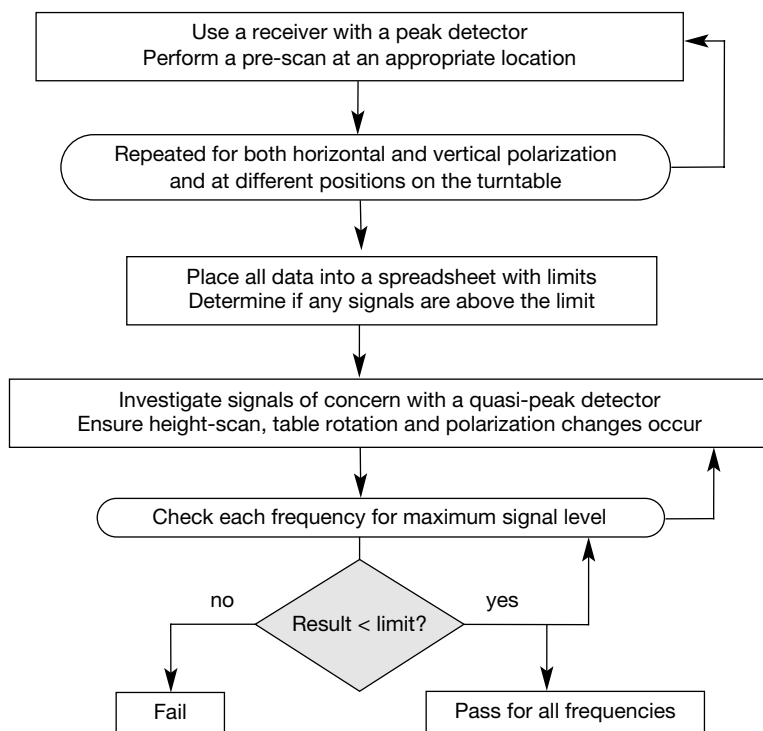 Use a receiver with a peak detector
Perform a pre-scan at an appropriate location
Repeated for both horizontal and vertical polarization
and at different positions on the turntable
Place all data into a spreadsheet with limits
Determine if any signals are above the limit
Investigate signals of concern with a quasi-peak detector
Ensure height-scan, table rotation and polarization changes occur
Check each frequency for maximum signal level
no
yes
Result < limit?
Fail
Pass for all frequencies